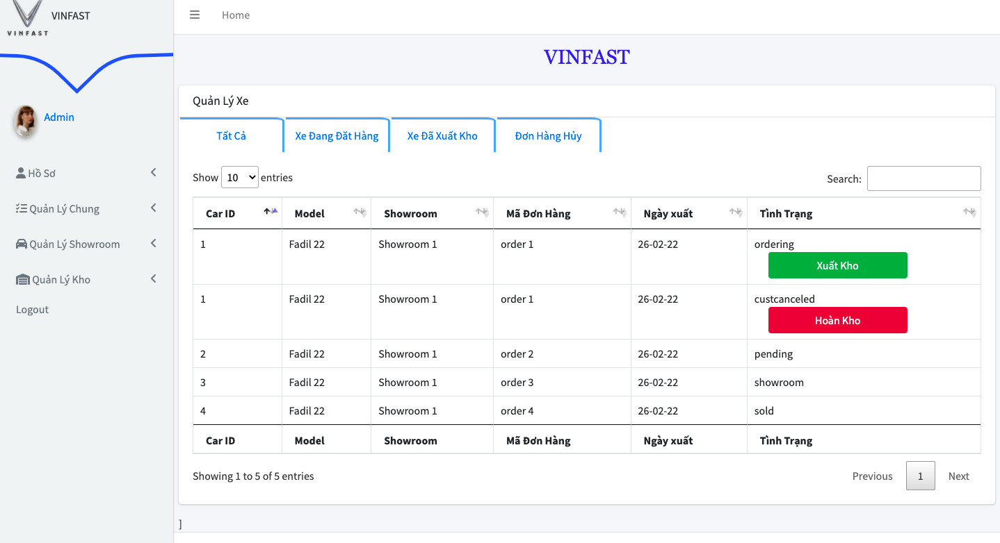 VINFAST
VINFAST
Home
VINFAST
Admin
Hồ Sơ
Quản Lý Chung
Quản Lý Showroom
Quản Lý Kho
Logout
Quản Lý Xe
Tất Cả Xe Đang Đăt Hàng Xe Đã Xuất Kho Đơn Hàng Hủy
Show 10 entries Search:
Car ID Model Showroom Mã Đơn Hàng Ngày xuất Tình Trạng
1 Fadil 22 Showroom 1 order 1 26-02-22 ordering
Xuất Kho
1 Fadil 22 Showroom 1 order 1 26-02-22 custcanceled
Hoàn Kho
2 Fadil 22 Showroom 1 order 2 26-02-22 pending
3 Fadil 22 Showroom 1 order 3 26-02-22 showroom
4 Fadil 22 Showroom 1 order 4 26-02-22 sold
Car ID Model Showroom Mã Đơn Hàng Ngày xuất Tình Trạng
Showing 1 to 5 of 5 entries Previous 1 Next
]